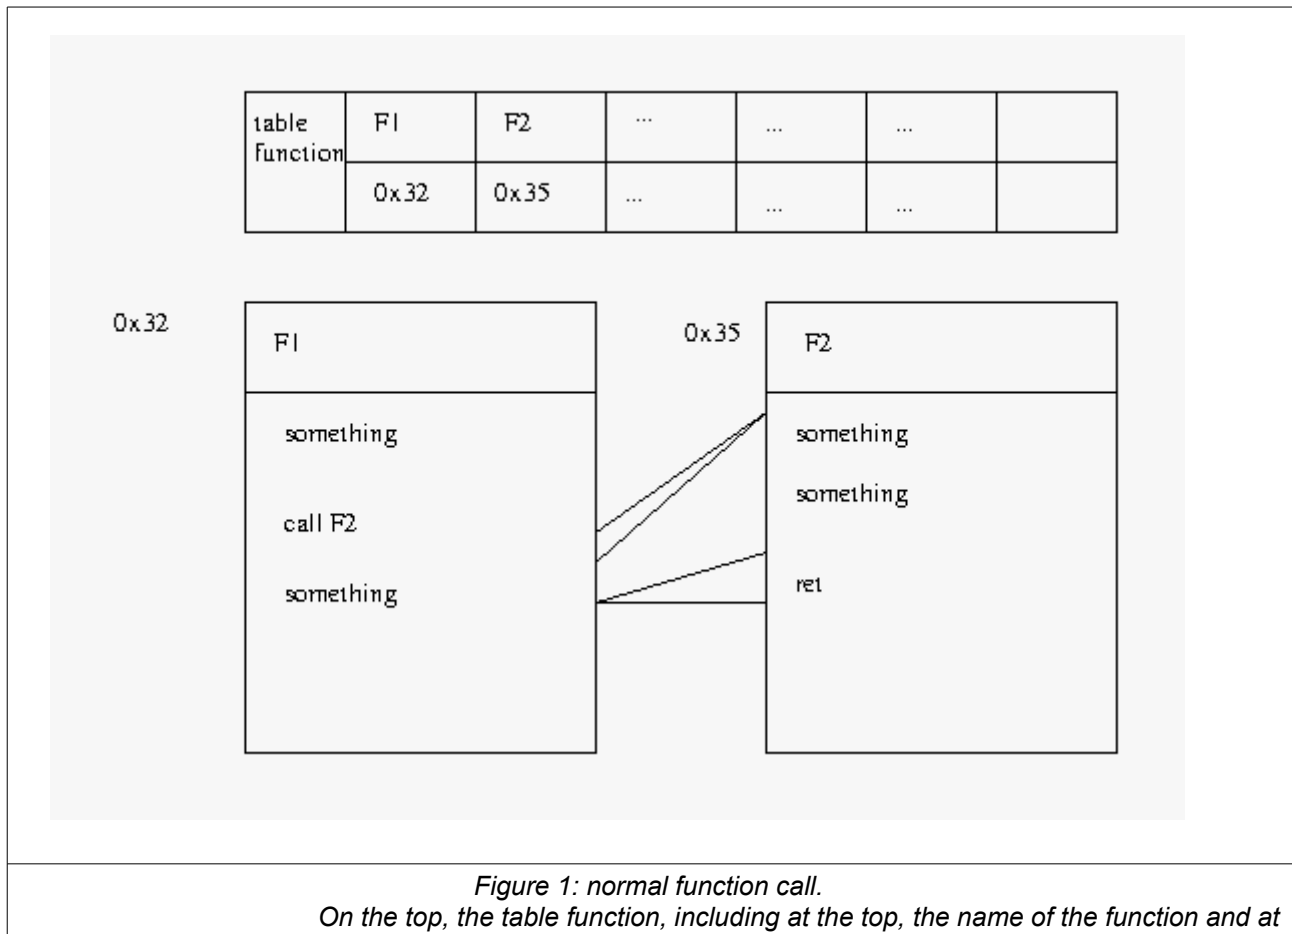 table function F1 F2 ... ... ...
0x32 0x35 ... ... ...
0x32 F1 0x35 F2
something something
something
call F2
something ret
Figure 1: normal function call.
On the top, the table function, including at the top, the name of the function and at